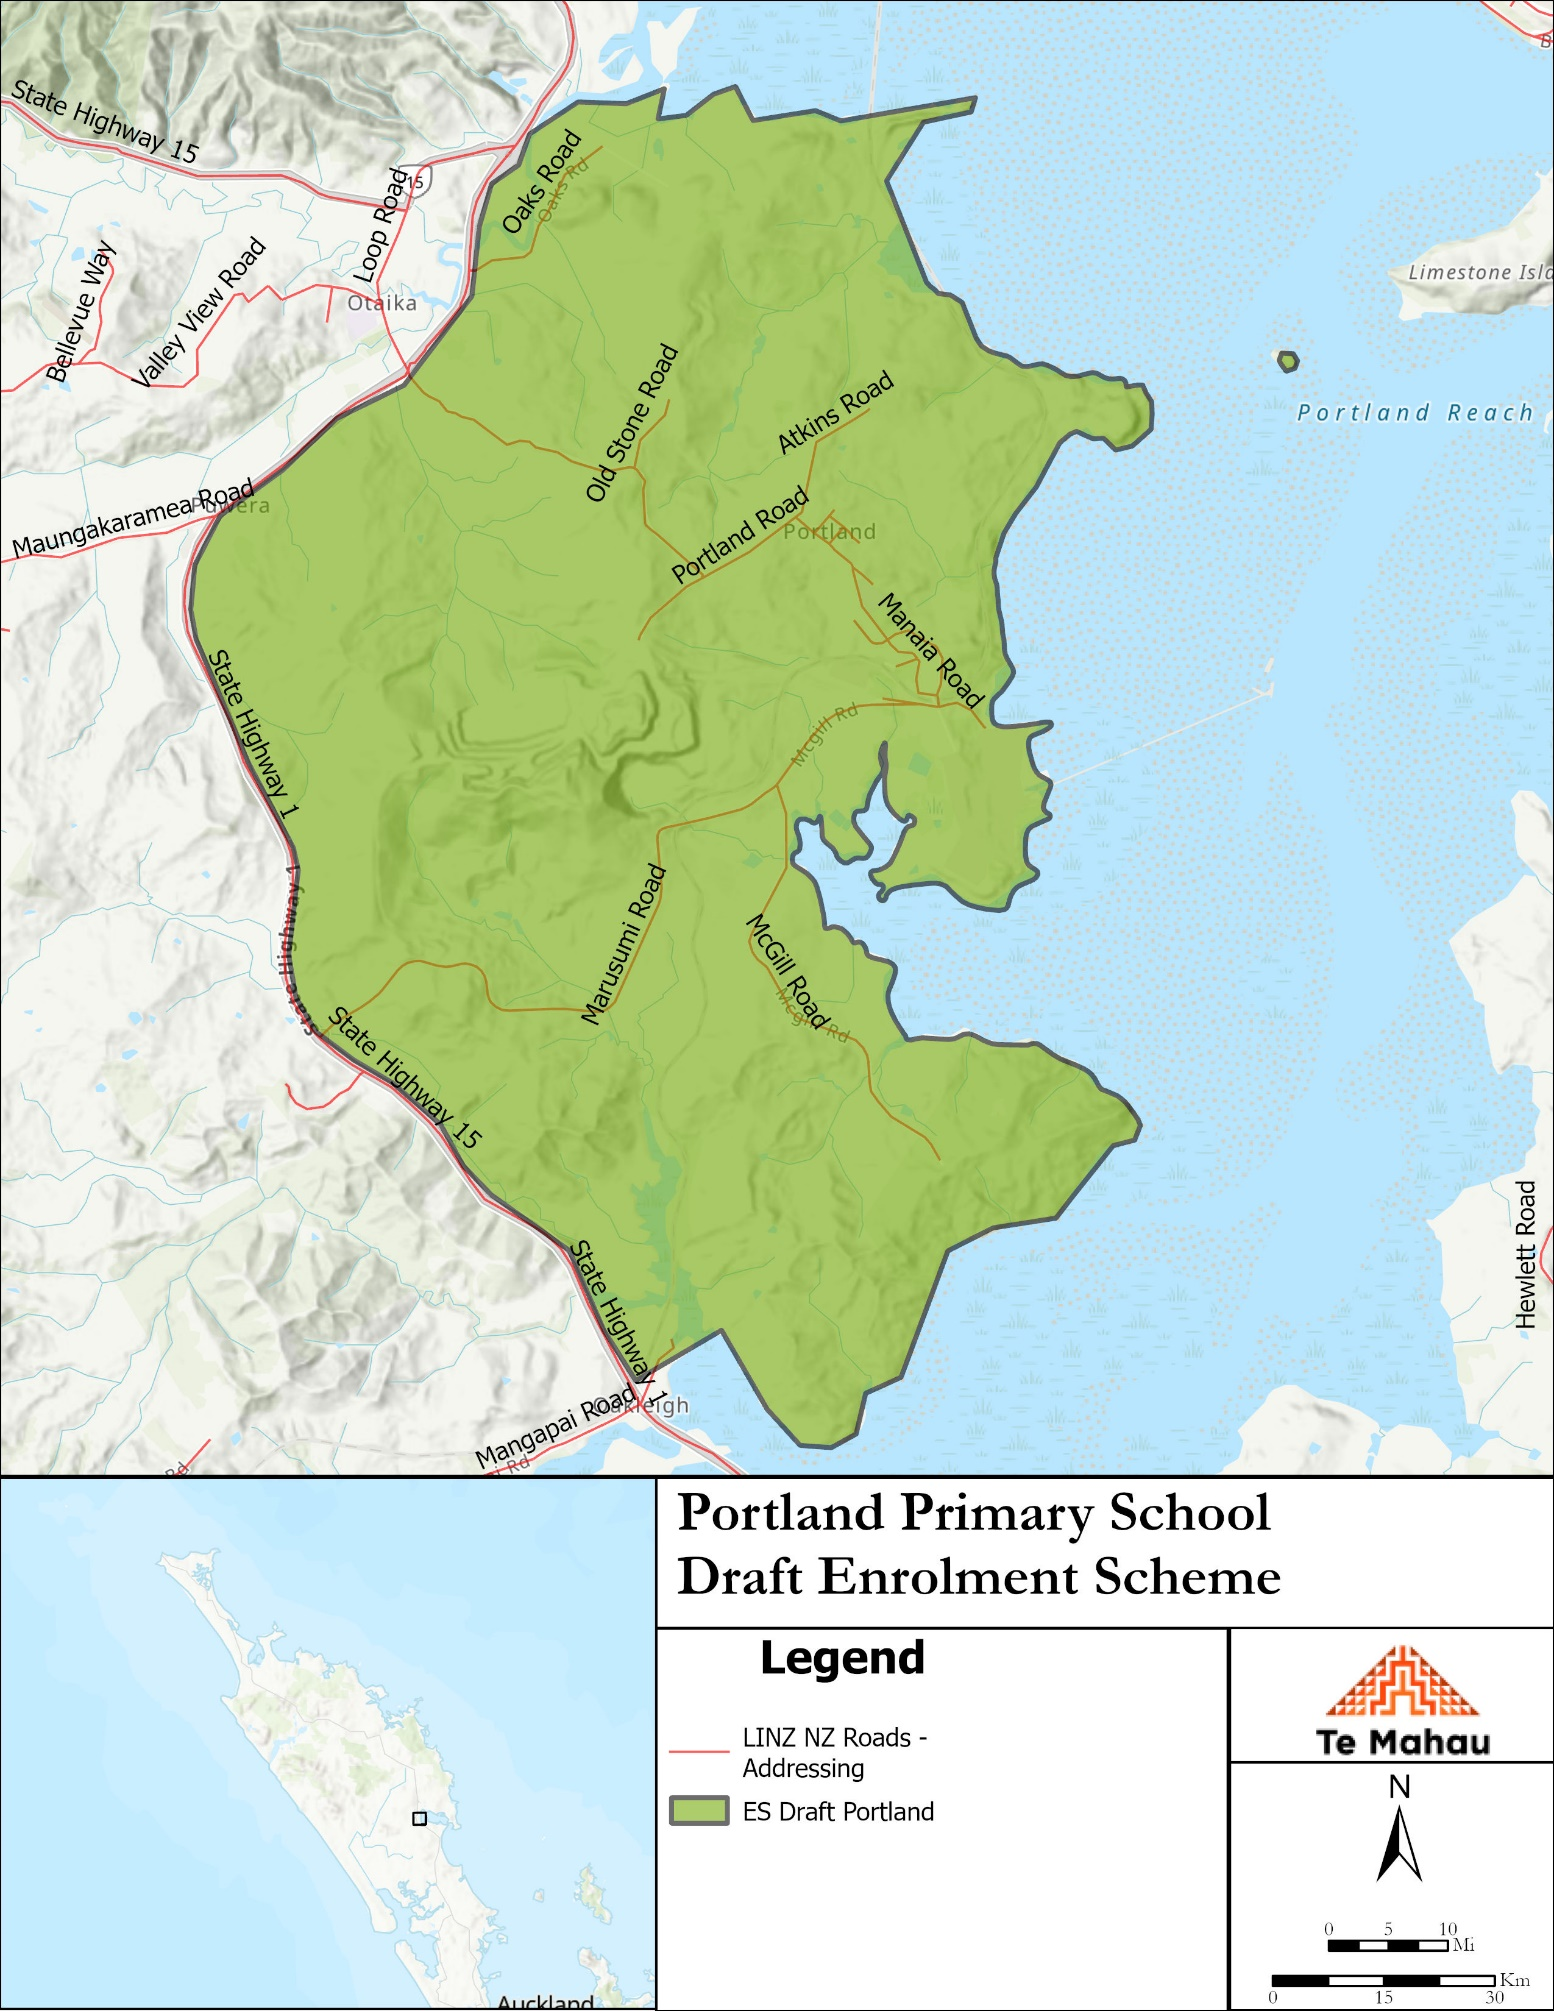 State Highway 15
15
Oaks Road
Oaks Rd
Loop Road
Bellevue Way
Valley View Road
Otaika
Limestone Isla
Portland Reach
Old Stone Road
Atkins Road
Maungakaramea Road
Puwera
Portland Road
Portland
Manaia Road
State Highway 1
Mcgill Rd
State Highway 1
Marusumi Road
McGill Road
Mcgill Rd
State Highway 15
Hewlett Road
State Highway 1
Mangapai Road
Oakleigh
i Rd
Rd
Portland Primary School
Draft Enrolment Scheme
Legend
LINZ NZ Roads -
Addressing
ES Draft Portland
Te Mahau
N
0 5 10
Mi
Km
0 15 30
Auckland